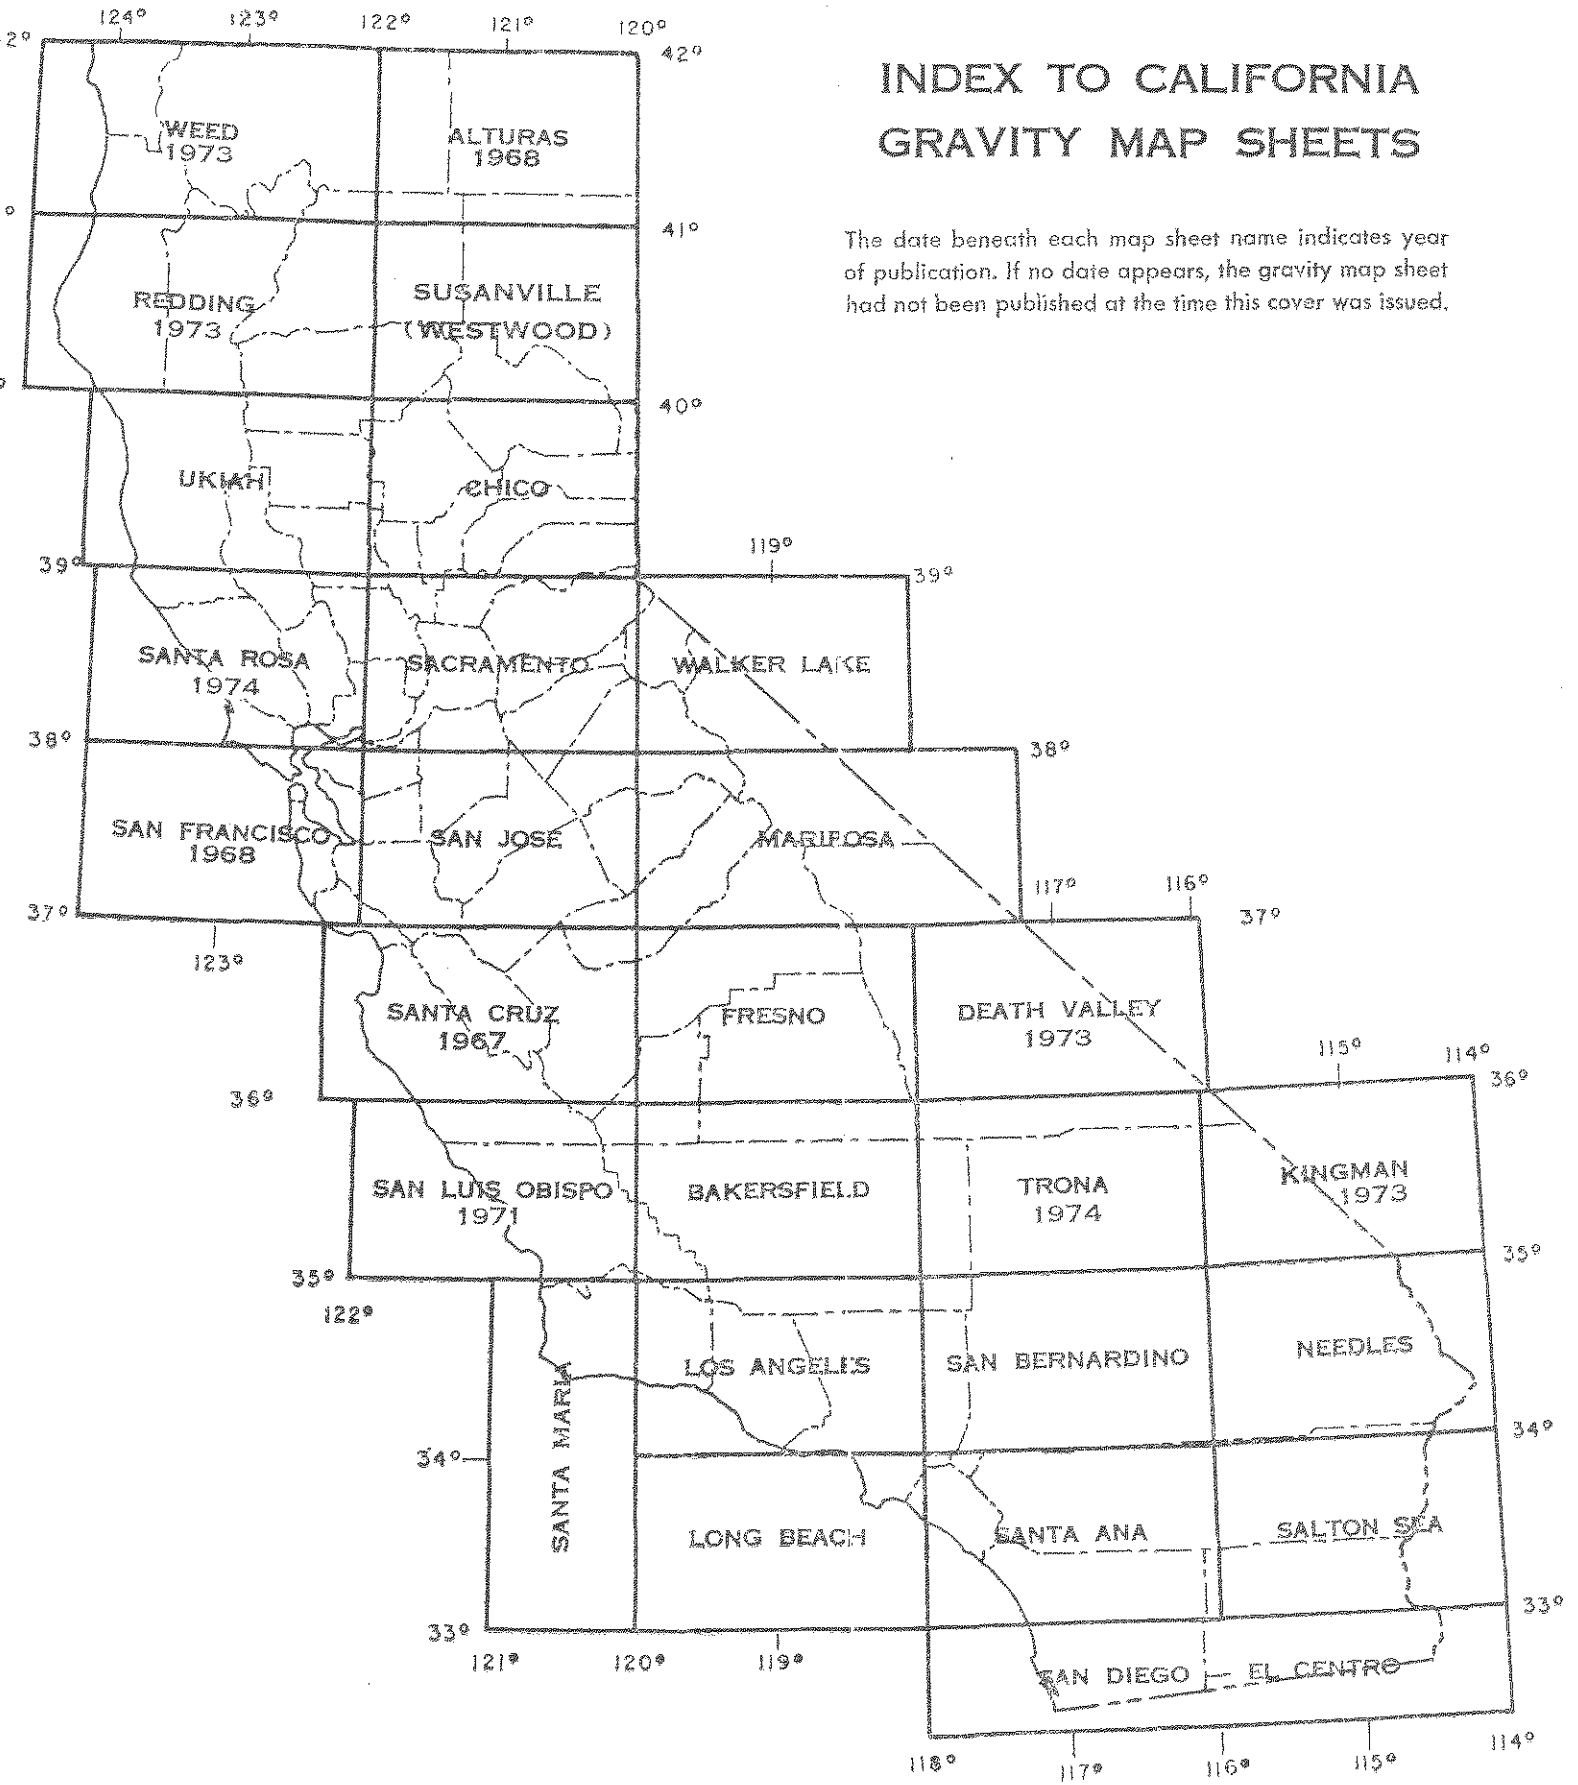 124° 123° 122° 121° 120°
2° 42°
INDEX TO CALIFORNIA
GRAVITY MAP SHEETS
WEED
1973
ALTURAS
1968
° 41°
The date beneath each map sheet name indicates year
of publication. If no date appears, the gravity map sheet
had not been published at the time this cover was issued.
REDDING
1973
SUSANVILLE
(WESTWOOD)
° 40°
UKIAH
CHICO
119°
39° 39°
SANTA ROSA
1974
SACRAMENTO
WALKER LAKE
38° 38°
SAN FRANCISCO
1968
SAN JOSE
MARIPOSA
117° 116°
37° 37°
123°
SANTA CRUZ
1967
FRESNO
DEATH VALLEY
1973
115° 114°
36° 36°
SAN LUIS OBISPO
1971
BAKERSFIELD
TRONA
1974
KINGMAN
1973
35° 35°
122°
SANTA MARIA
LOS ANGELES
SAN BERNARDINO
NEEDLES
34° 34°
LONG BEACH
SANTA ANA
SALTON SEA
33° 33°
121° 120° 119°
SAN DIEGO
EL CENTRO
118° 117° 116° 115° 114°